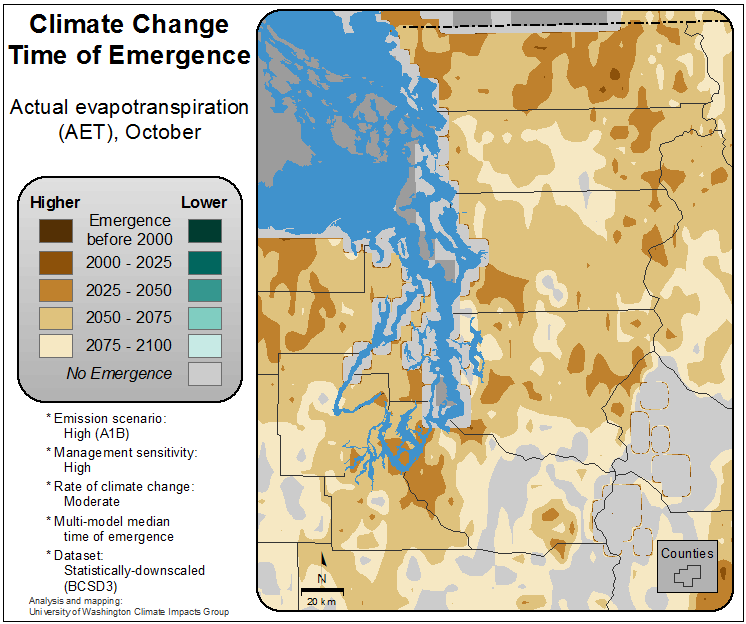 Climate Change
Time of Emergence
Actual evapotranspiration
(AET), October
Higher Lower
Emergence
before 2000
2000 - 2025
2025 - 2050
2050 - 2075
2075 - 2100
No Emergence
* Emission scenario:
High (A1B)
* Management sensitivity:
High
* Rate of climate change:
Moderate
* Multi-model median
time of emergence
* Dataset:
Statistically-downscaled
(BCSD3)
Analysis and mapping:
University of Washington Climate Impacts Group
N
20 km
Counties